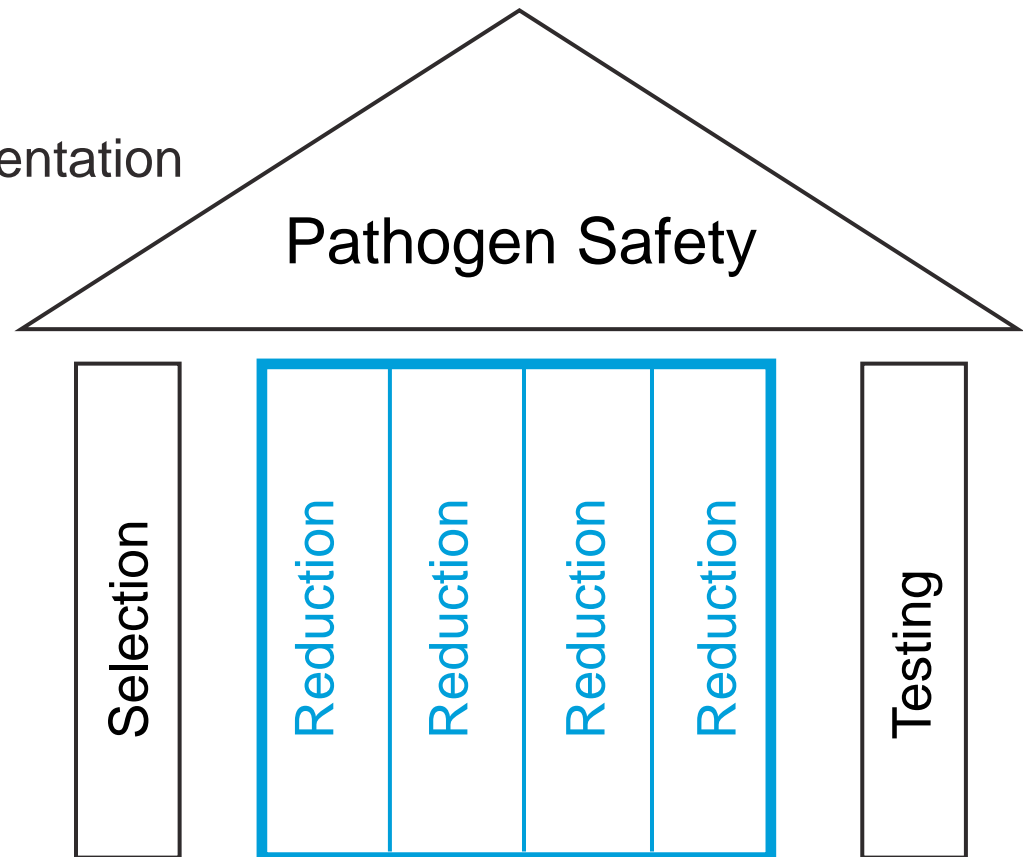 entation
Pathogen Safety
Selection
Reduction
Reduction
Reduction
Reduction
Testing